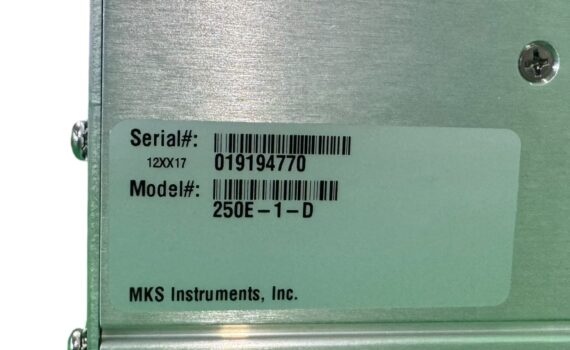 Serial#:
12XX17 019194770
Model#:
250E-1-D
MKS Instruments, Inc.